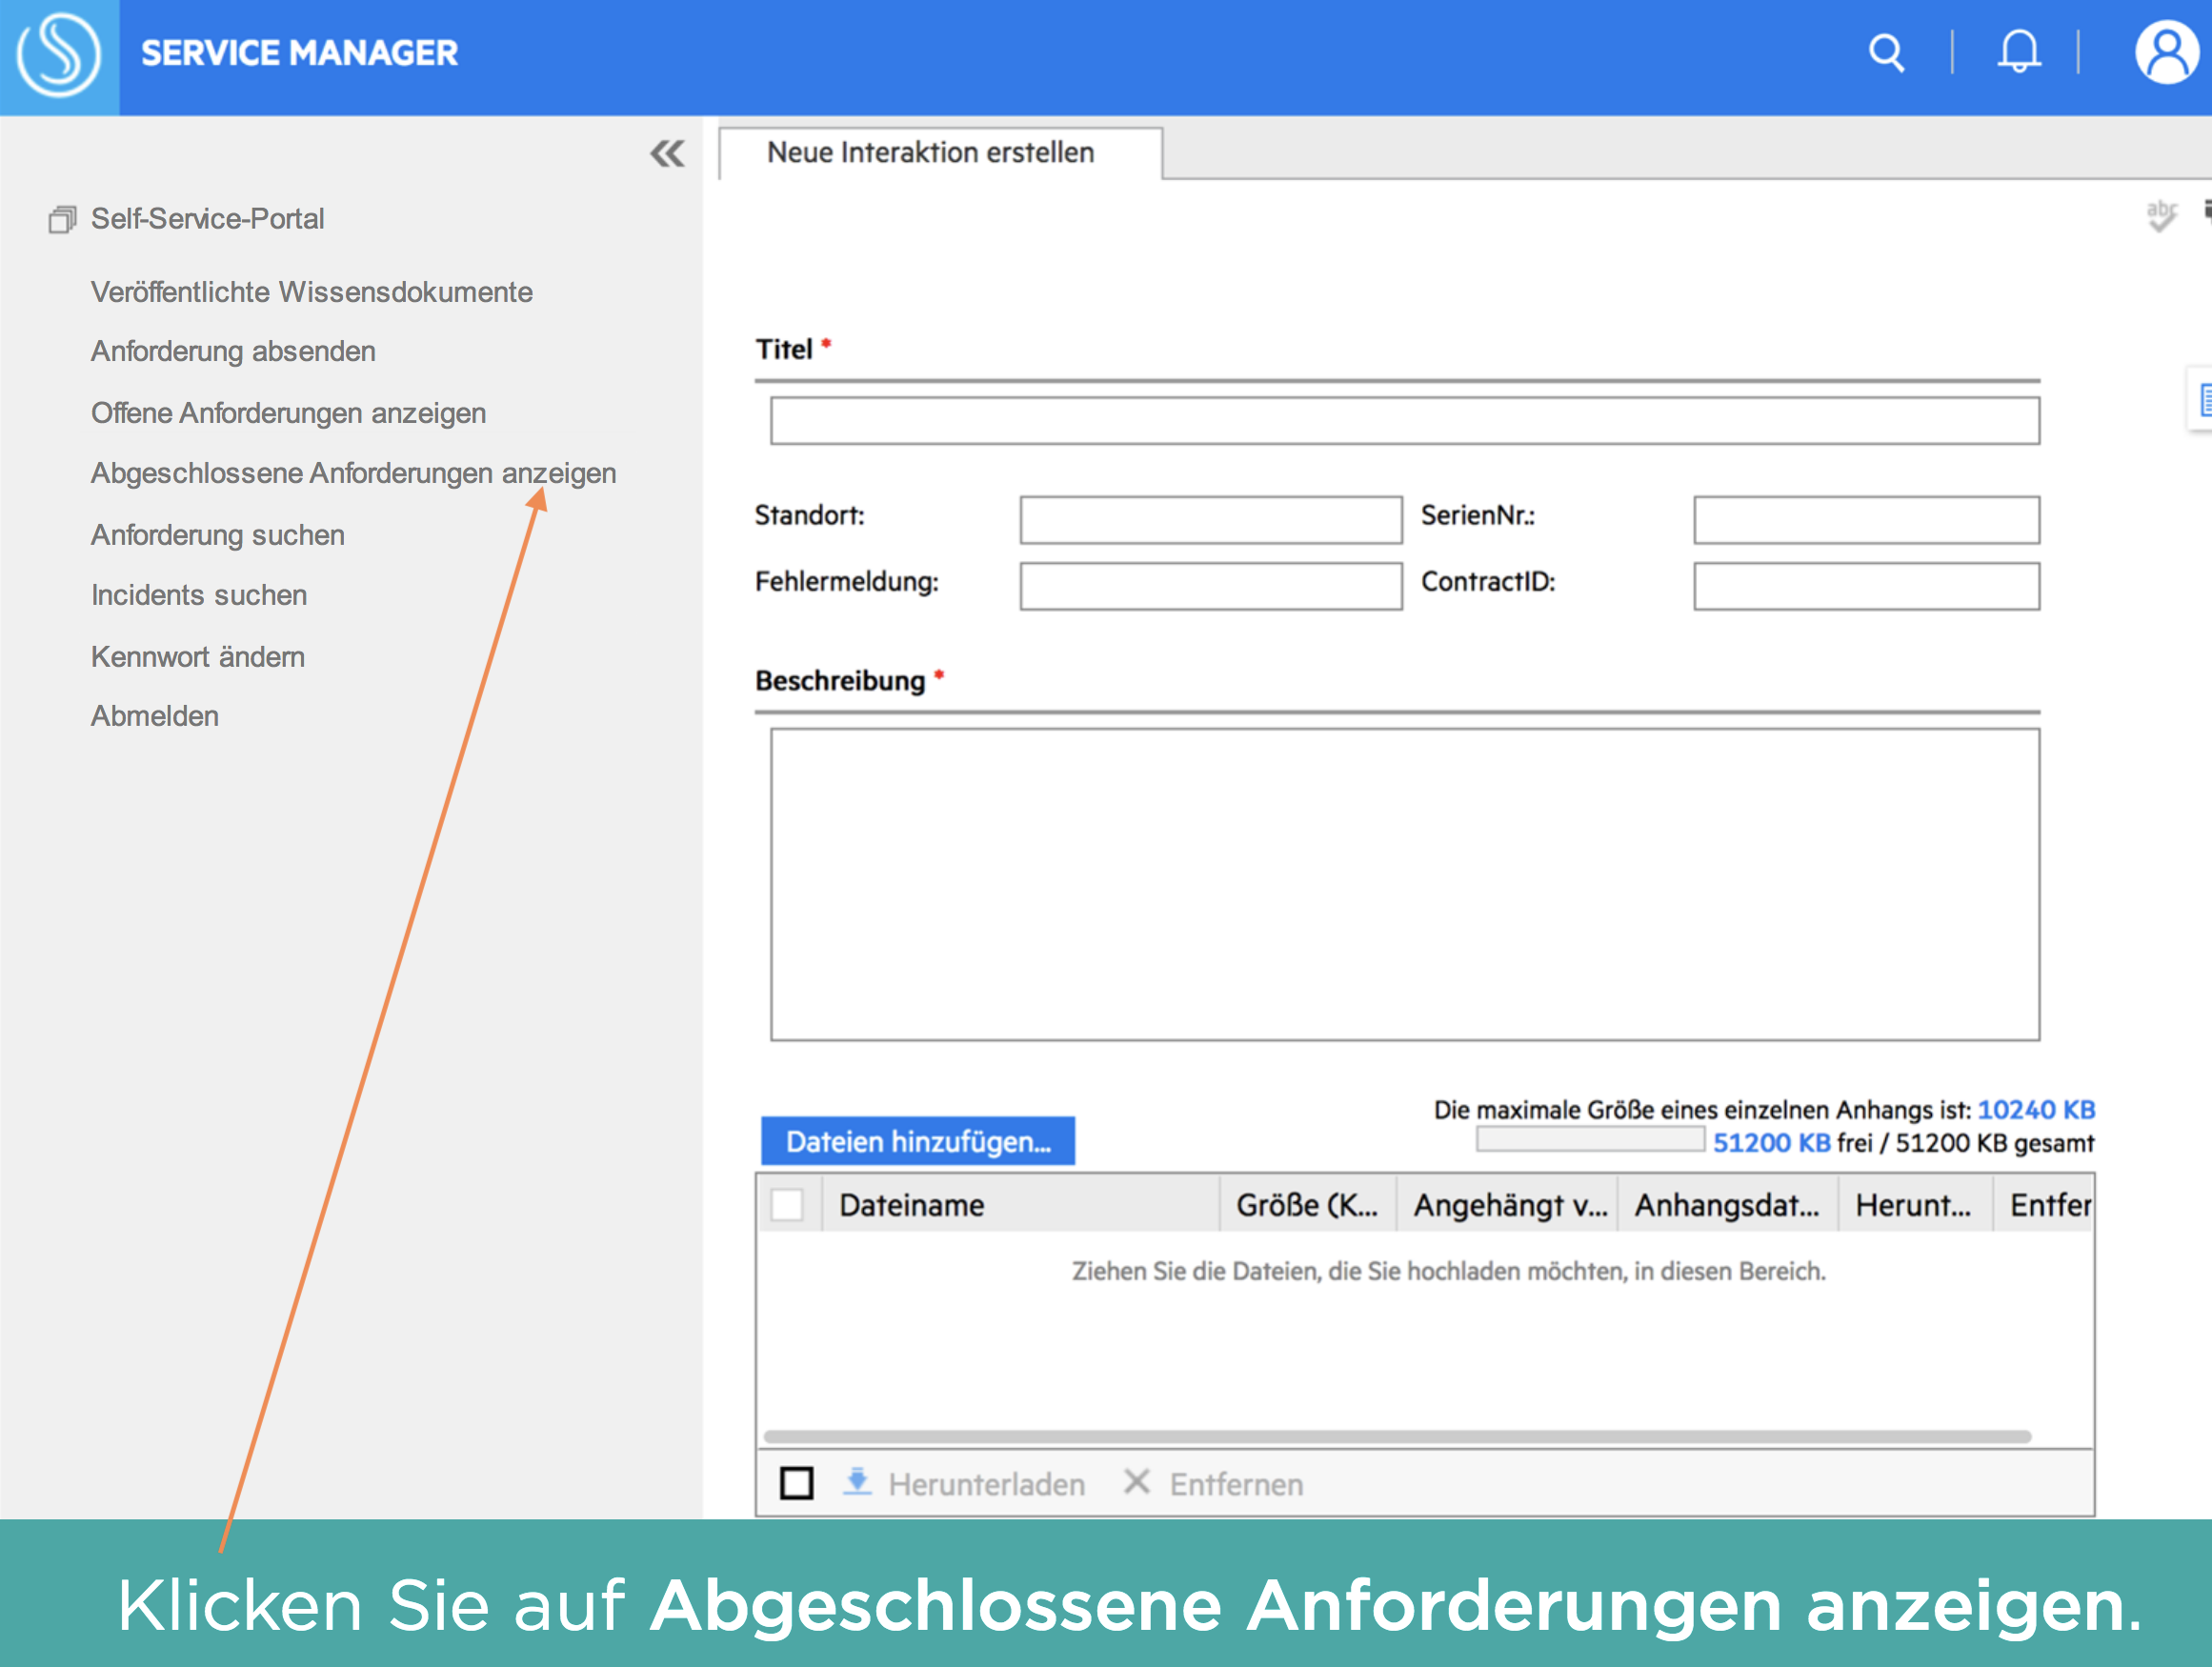 SERVICE MANAGER
Neue Interaktion erstellen
Self-Service-Portal
Veröffentlichte Wissensdokumente
Anforderung absenden
Offene Anforderungen anzeigen
Abgeschlossene Anforderungen anzeigen
Anforderung suchen
Incidents suchen
Kennwort ändern
Abmelden
abc
Titel *
Standort:
SerienNr.:
Fehlermeldung:
ContractID:
Beschreibung *
Die maximale Größe eines einzelnen Anhangs ist: 10240 KB
Dateien hinzufügen...
51200 KB frei / 51200 KB gesamt
Dateiname Größe (K... Angehängt v... Anhangsdat... Herunt... Entfer
Ziehen Sie die Dateien, die Sie hochladen möchten, in diesen Bereich.
Herunterladen Entfernen
Klicken Sie auf Abgeschlossene Anforderungen anzeigen.